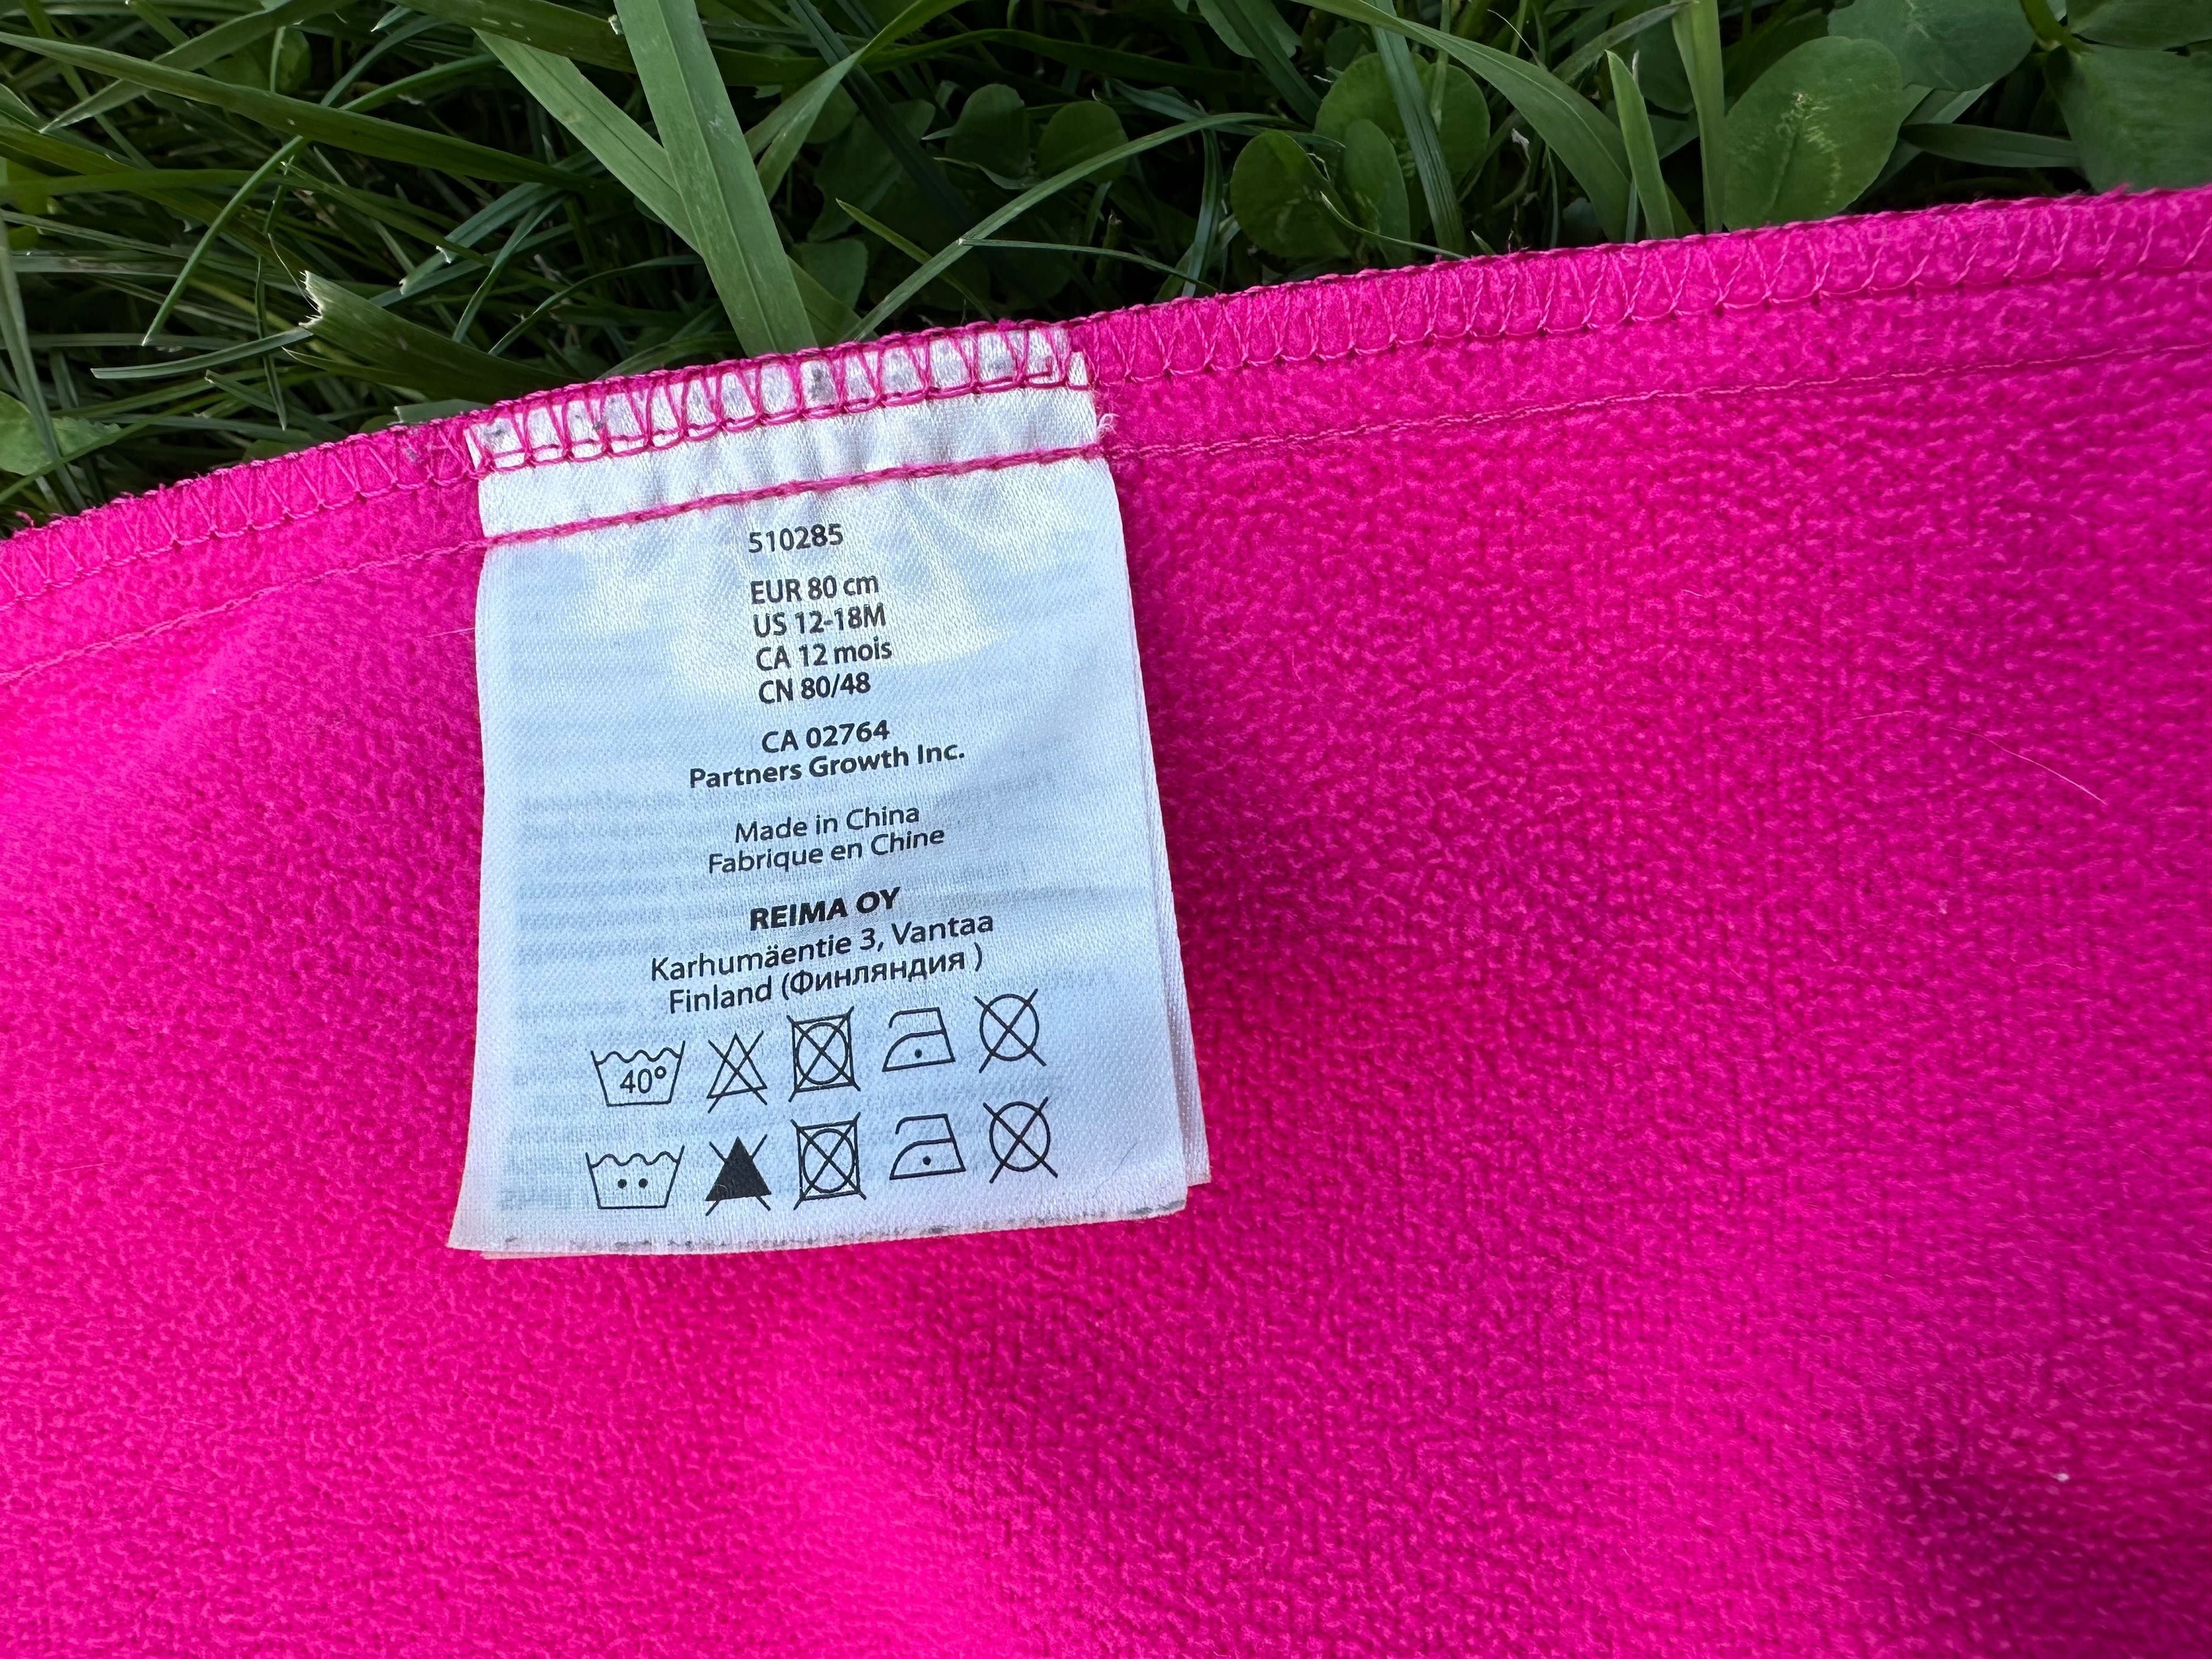 510285
EUR 80 cm
US 12-18M
CA 12 mois
CN 80/48
CA 02764
Partners Growth Inc.
Made in China
Fabrique en Chine
REIMA OY
Karhumäentie 3, Vantaa
Finland (Финляндия )
40°